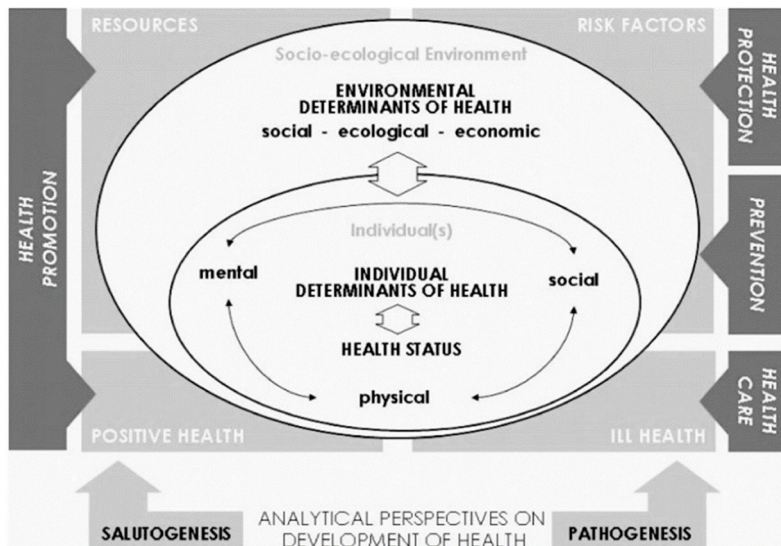 RESOURCES
RISK FACTORS
Socio-ecological Environment
ENVIRONMENTAL
DETERMINANTS OF HEALTH
social - ecological - economic
HEALTH
PROTECTION
HEALTH
PROMOTION
PREVENTION
Individual(s)
mental
social
INDIVIDUAL
DETERMINANTS OF HEALTH
HEALTH STATUS
physical
HEALTH
CARE
POSITIVE HEALTH
ILL HEALTH
SALUTOGENESIS
ANALYTICAL PERSPECTIVES ON
DEVELOPMENT OF HEALTH
PATHOGENESIS